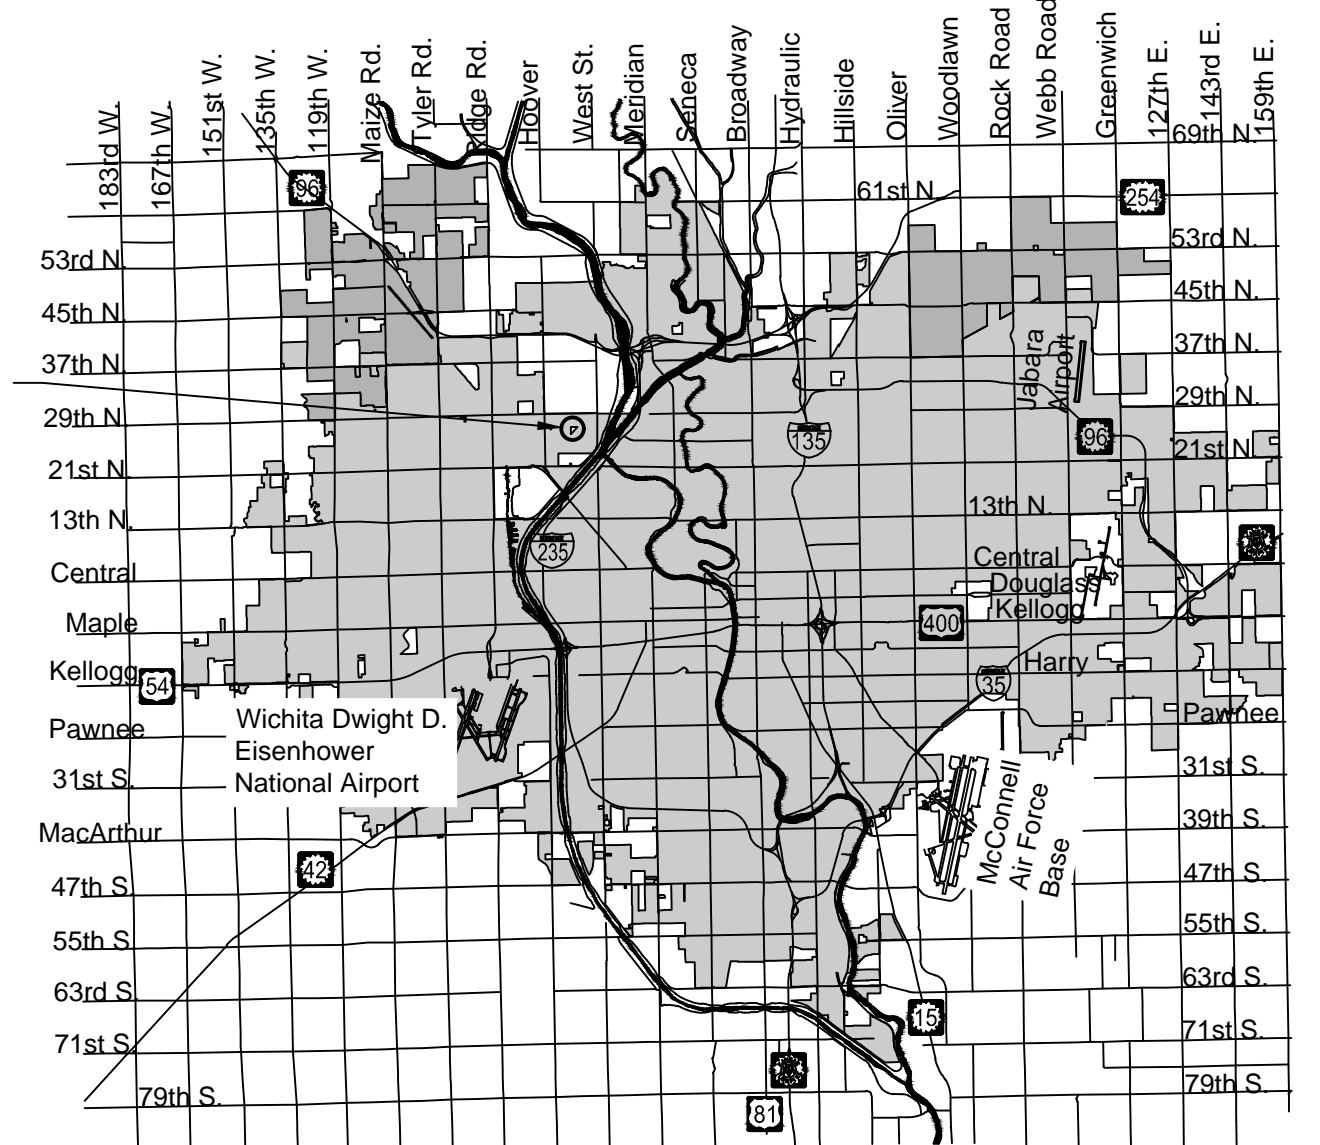 183rd W.
167th W.
151st W.
135th W.
119th W.
Maize Rd.
Tyler Rd.
Ridge Rd.
Hoover
West St.
Meridian
Seneca
Broadway
Hydraulic
Hillside
Oliver
Woodlawn
Rock Road
Webb Road
Greenwich
127th E.
143rd E.
159th E.
69th N.
96
61st N.
254
53rd N.
53rd N.
45th N.
45th N.
37th N.
37th N.
Jabara
Airport
29th N.
29th N.
135
96
21st N.
21st N.
13th N.
13th N.
235
Central
Central
Douglass
Kellogg
Maple
400
Kellogg
54
Harry
35
Pawnee
Pawnee
Wichita Dwight D.
Eisenhower
National Airport
31st S.
31st S.
McConnell
Air Force
Base
MacArthur
39th S.
42
47th S.
47th S.
55th S.
55th S.
63rd S.
63rd S.
15
71st S.
71st S.
79th S.
79th S.
81